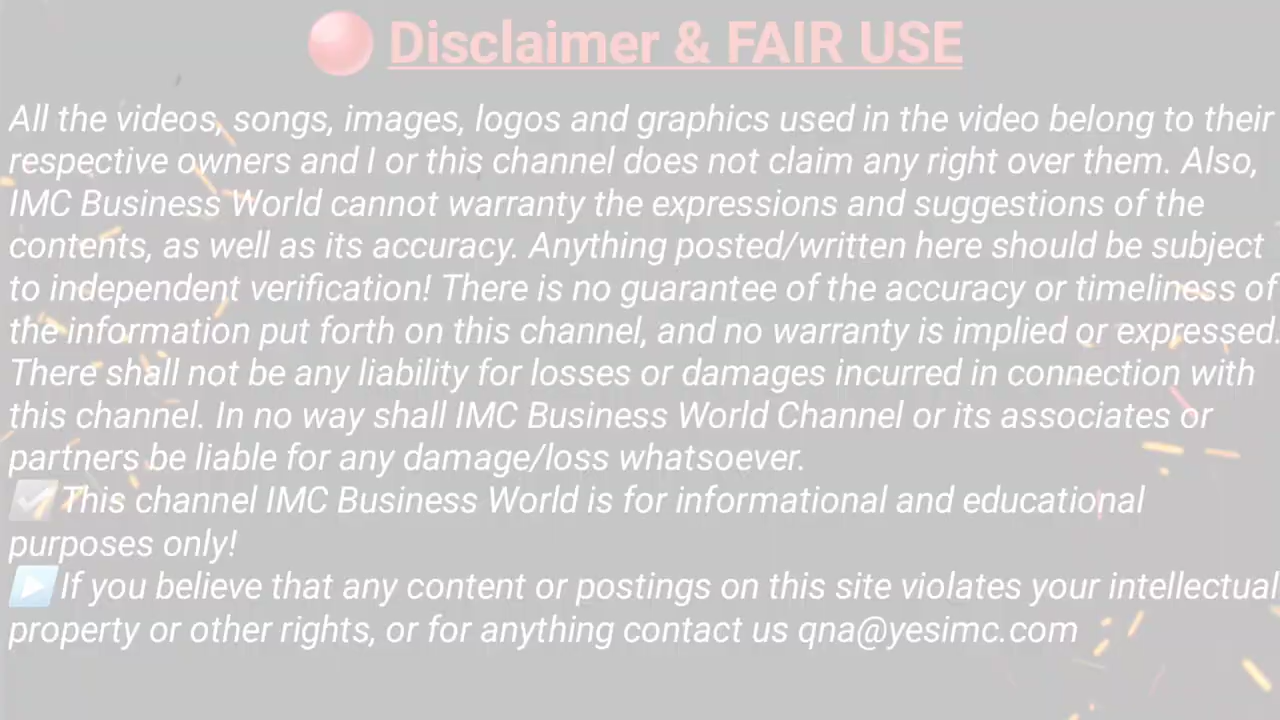 Disclaimer & FAIR USE
All the videos, songs, images, logos and graphics used in the video belong to their
respective owners and I or this channel does not claim any right over them. Also,
IMC Business World cannot warranty the expressions and suggestions of the
contents, as well as its accuracy. Anything posted/written here should be subject
to independent verification! There is no guarantee of the accuracy or timeliness of
the information put forth on this channel, and no warranty is implied or expressed.
There shall not be any liability for losses or damages incurred in connection with
this channel. In no way shall IMC Business World Channel or its associates or
partners be liable for any damage/loss whatsoever.
This channel IMC Business World is for informational and educational
purposes only!
If you believe that any content or postings on this site violates your intellectual
property or other rights, or for anything contact us qna@yesimc.com